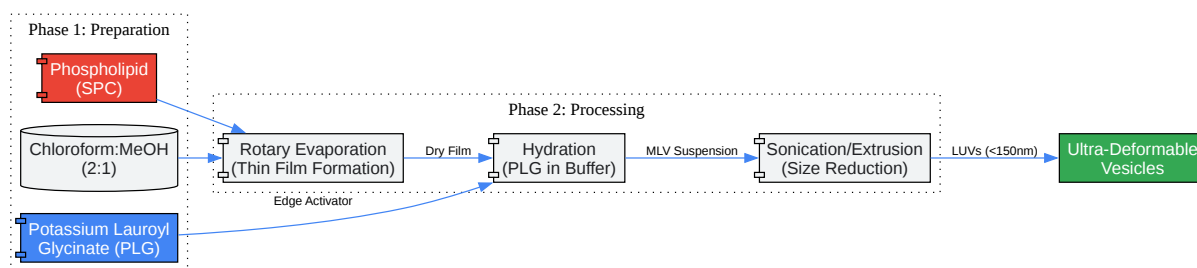 Phase 1: Preparation
Phospholipid
(SPC)
Chloroform:MeOH
(2:1)
Potassium Lauroyl
Glycinate (PLG)
Phase 2: Processing
Rotary Evaporation
(Thin Film Formation)
Dry Film
Edge Activator
Hydration
(PLG in Buffer)
MLV Suspension
Sonication/Extrusion
(Size Reduction)
LUVs (<150nm)
Ultra-Deformable
Vesicles